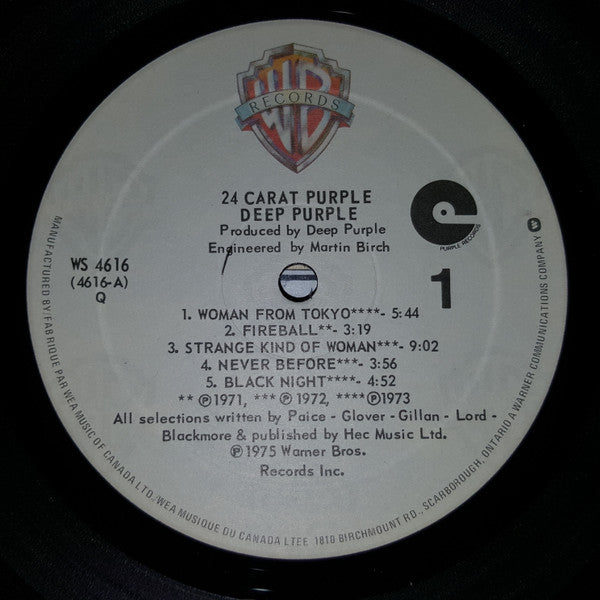 WB
RECORDS
24 CARAT PURPLE
DEEP PURPLE
Produced by Deep Purple
Engineered by Martin Birch
e
PURPLE RECORDS
WS 4616
(4616-A)
Q
1
1. WOMAN FROM TOKYO****- 5:44
2. FIREBALL**- 3:19
3. STRANGE KIND OF WOMAN***- 9:02
4. NEVER BEFORE***- 3:56
5. BLACK NIGHT****- 4:52
** ℗1971, *** ℗ 1972, ****℗1973
All selections written by Paice - Glover - Gillan - Lord -
Blackmore & published by Hec Music Ltd.
℗ 1975 Warner Bros.
Records Inc.
MANUFACTURED BY/FABRIQUE PAR WEA MUSIC OF CANADA LTD./WEA MUSIQUE DU CANADA LTEE 1810 BIRCHMOUNT RD., SCARBOROUGH, ONTARIO A WARNER COMMUNICATIONS COMPANY